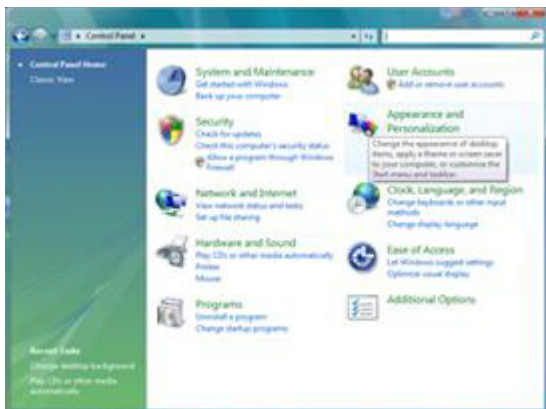 Control Panel
Control Panel Home
Classic View
System and Maintenance
Get started with Windows
Back up your computer
Security
Check for updates
Check this computer's security status
Allow a program through Windows
Firewall
Network and Internet
View network status and tasks
Set up file sharing
Hardware and Sound
Play CDs or other media automatically
Printer
Mouse
Programs
Uninstall a program
Change startup programs
User Accounts
Add or remove user accounts
Appearance and
Personalization
Change the appearance of desktop
items, apply a theme or screen saver
to your computer, or customize the
Start menu and taskbar.
Clock, Language, and Region
Change keyboards or other input
methods
Change display language
Ease of Access
Let Windows suggest settings
Optimize visual display
Additional Options
Recent Tasks
Change desktop background
Play CDs or other media
automatically